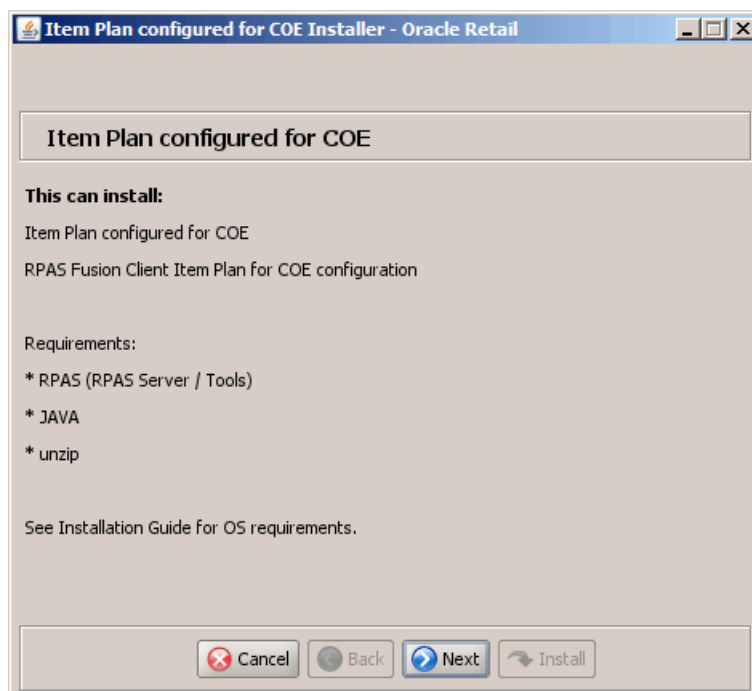 Item Plan configured for COE Installer - Oracle Retail
Item Plan configured for COE
This can install:
Item Plan configured for COE
RPAS Fusion Client Item Plan for COE configuration
Requirements:
* RPAS (RPAS Server / Tools)
* JAVA
* unzip
See Installation Guide for OS requirements.
Cancel Back Next Install